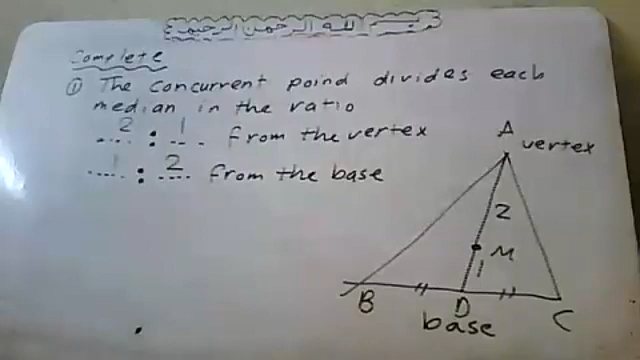 بسم الله الرحمن الرحيم
Complete
① The concurrent poind divides each
median in the ratio
2 : 1 from the vertex
1 : 2 from the base
A
vertex
2
M
1
B
D
C
base